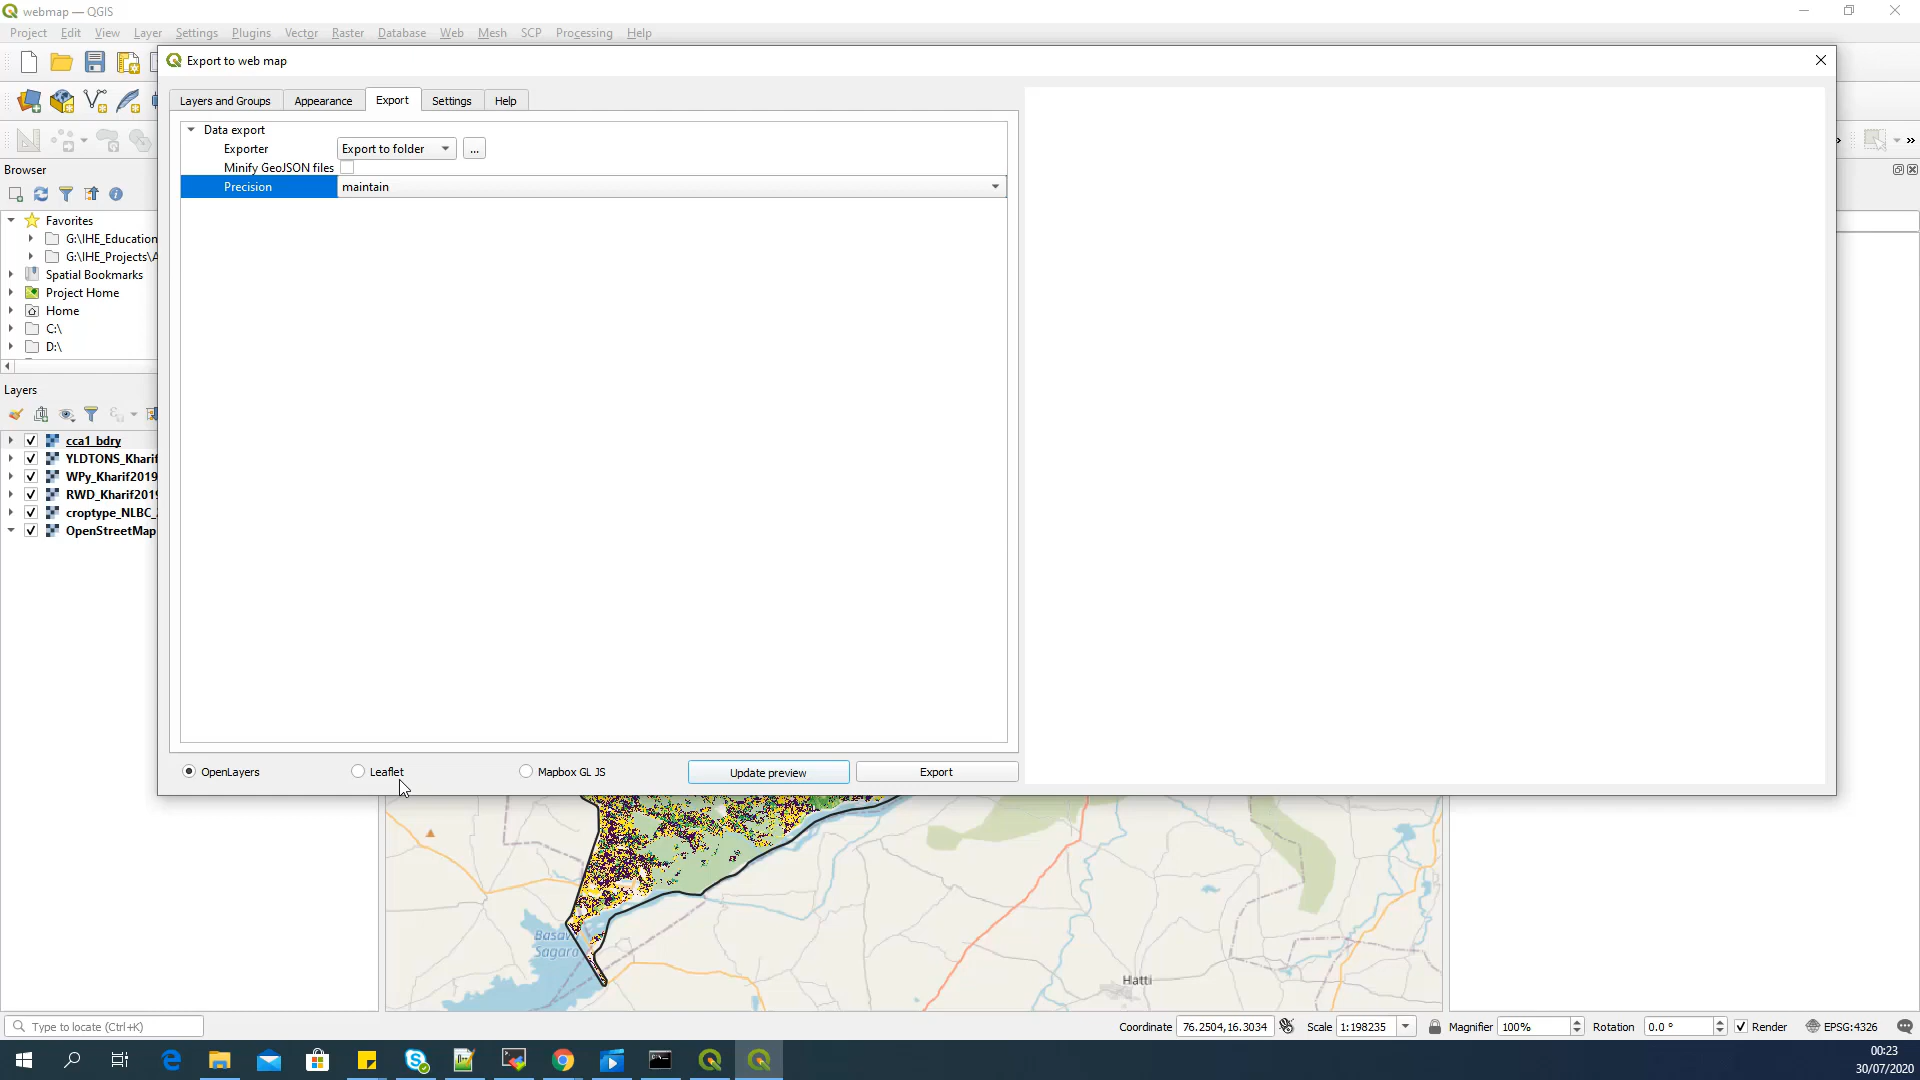 webmap — QGIS
Project Edit View Layer Settings Plugins Vector Raster Database Web Mesh SCP Processing Help
Export to web map
Layers and Groups Appearance Export Settings Help
Data export
Exporter Export to folder ...
Minify GeoJSON files
Precision maintain
Browser
Favorites
G:\IHE_Education
G:\IHE_Projects\A
Spatial Bookmarks
Project Home
Home
C:\
D:\
Layers
cca1_bdry
YLDTONS_Kharif
WPy_Kharif2019
RWD_Kharif2019
croptype_NLBC_
OpenStreetMap
OpenLayers Leaflet Mapbox GL JS Update preview Export
Basav
Sagara
Hatti
Type to locate (Ctrl+K) Coordinate 76.2504,16.3034 Scale 1:198235 Magnifier 100% Rotation 0.0 ° Render EPSG:4326
00:23
30/07/2020